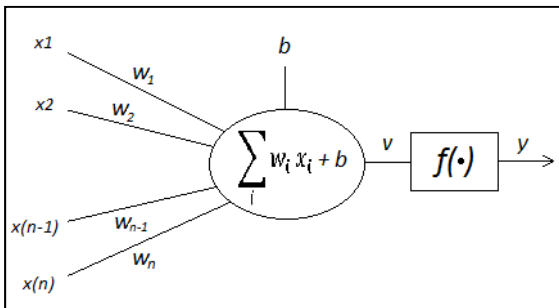 x1
w₁
b
x2
w₂
∑ᵢ wᵢ xᵢ + b
v
f(•)
y
x(n-1)
wₙ₋₁
wₙ
x(n)